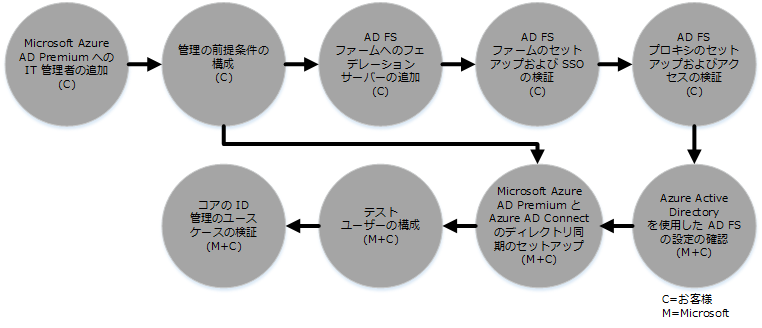 Microsoft Azure
AD Premium への
IT 管理者の追加
(C)
管理の前提条件の
構成
(C)
AD FS
ファームへのフェ
デレーション
サーバーの追加
(C)
AD FS
ファームのセット
アップおよび SSO
の検証
(C)
AD FS
プロキシのセット
アップおよびアク
セスの検証
(C)
コアの ID
管理のユース
ケースの検証
(M+C)
テスト
ユーザーの構成
(M+C)
Microsoft Azure
AD Premium と
Azure AD Connect
のディレクトリ同
期のセットアップ
(M+C)
Azure Active
Directory
を使用した AD FS
の設定の確認
(M+C)
C=お客様
M=Microsoft